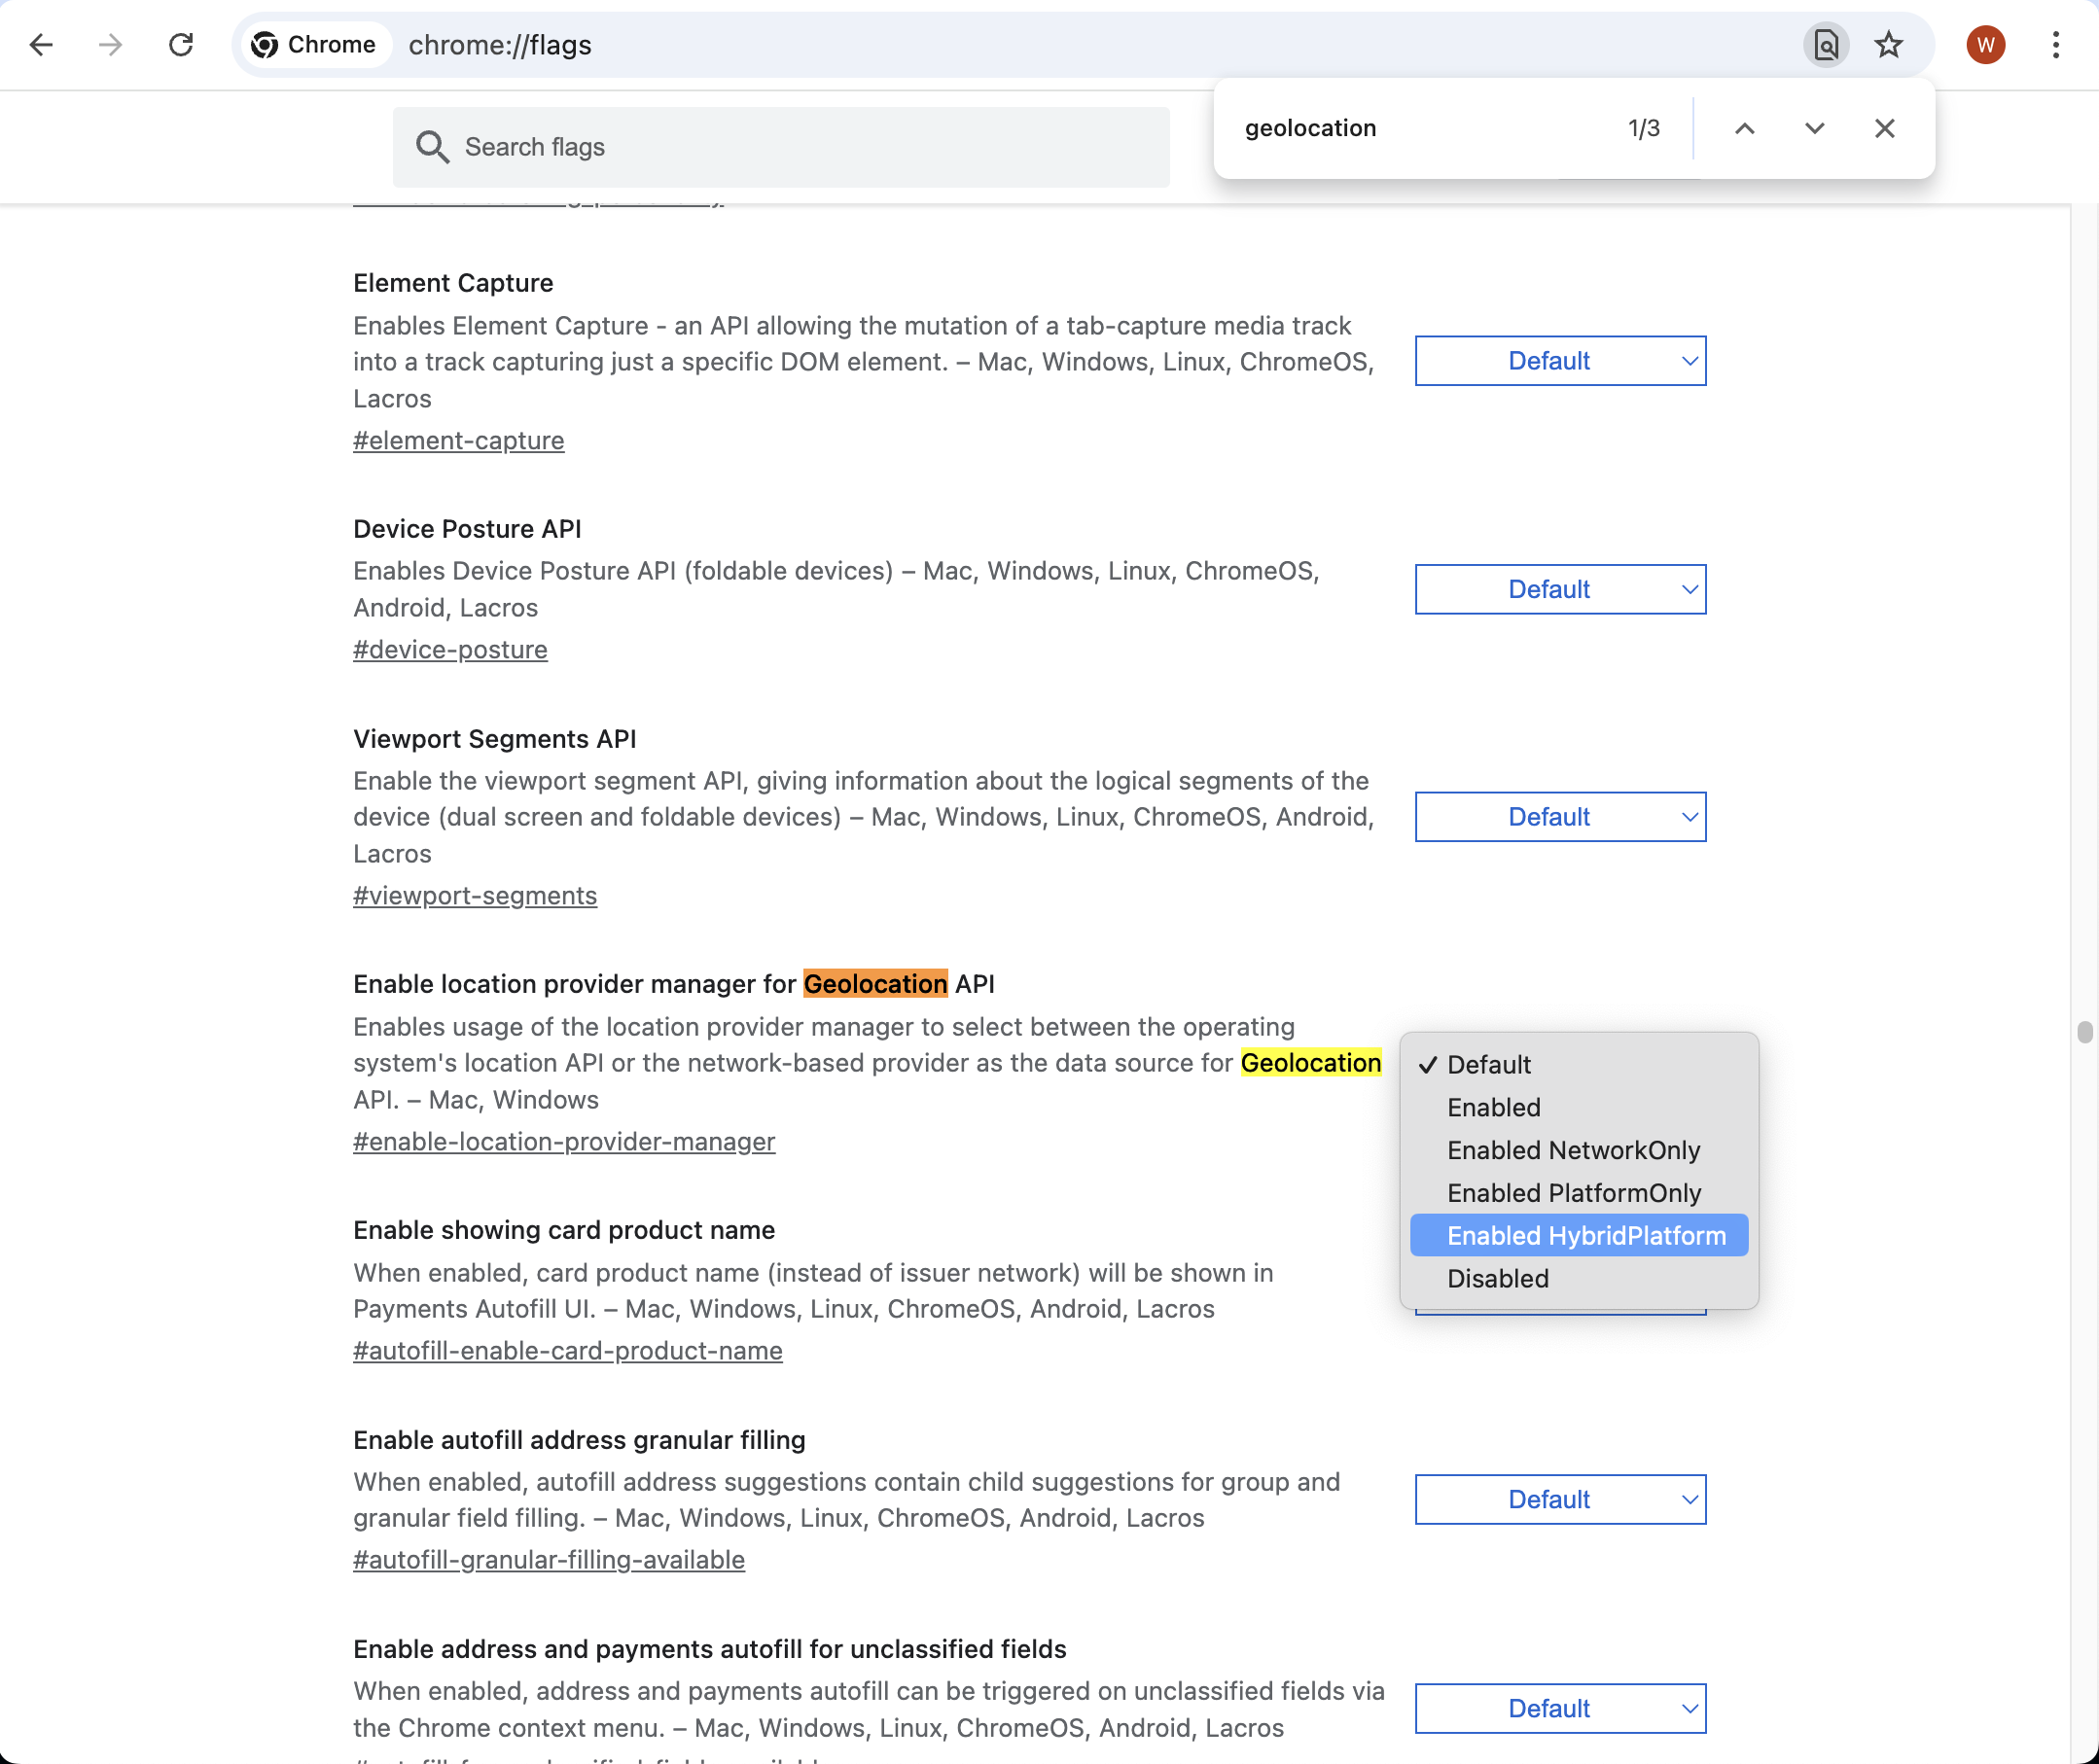 Chrome
chrome://flags
W
Search flags
geolocation
1/3
Element Capture
Enables Element Capture - an API allowing the mutation of a tab-capture media track
into a track capturing just a specific DOM element. – Mac, Windows, Linux, ChromeOS,
Lacros
#element-capture
Default
Device Posture API
Enables Device Posture API (foldable devices) – Mac, Windows, Linux, ChromeOS,
Android, Lacros
#device-posture
Default
Viewport Segments API
Enable the viewport segment API, giving information about the logical segments of the
device (dual screen and foldable devices) – Mac, Windows, Linux, ChromeOS, Android,
Lacros
#viewport-segments
Default
Enable location provider manager for Geolocation API
Enables usage of the location provider manager to select between the operating
system's location API or the network-based provider as the data source for Geolocation
API. – Mac, Windows
#enable-location-provider-manager
✓ Default
Enabled
Enabled NetworkOnly
Enabled PlatformOnly
Enabled HybridPlatform
Disabled
Enable showing card product name
When enabled, card product name (instead of issuer network) will be shown in
Payments Autofill UI. – Mac, Windows, Linux, ChromeOS, Android, Lacros
#autofill-enable-card-product-name
Enable autofill address granular filling
When enabled, autofill address suggestions contain child suggestions for group and
granular field filling. – Mac, Windows, Linux, ChromeOS, Android, Lacros
#autofill-granular-filling-available
Default
Enable address and payments autofill for unclassified fields
When enabled, address and payments autofill can be triggered on unclassified fields via
the Chrome context menu. – Mac, Windows, Linux, ChromeOS, Android, Lacros
Default